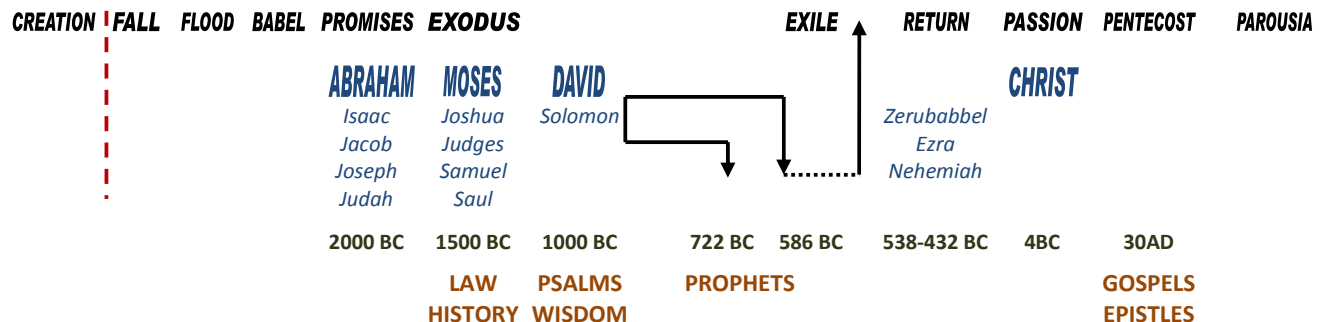 CREATION FALL FLOOD BABEL PROMISES EXODUS EXILE RETURN PASSION PENTECOST PAROUSIA
ABRAHAM MOSES DAVID CHRIST
Isaac Joshua Solomon Zerubabbel
Jacob Judges Ezra
Joseph Samuel Nehemiah
Judah Saul
2000 BC 1500 BC 1000 BC 722 BC 586 BC 538-432 BC 4BC 30AD
LAW PSALMS PROPHETS GOSPELS
HISTORY WISDOM EPISTLES